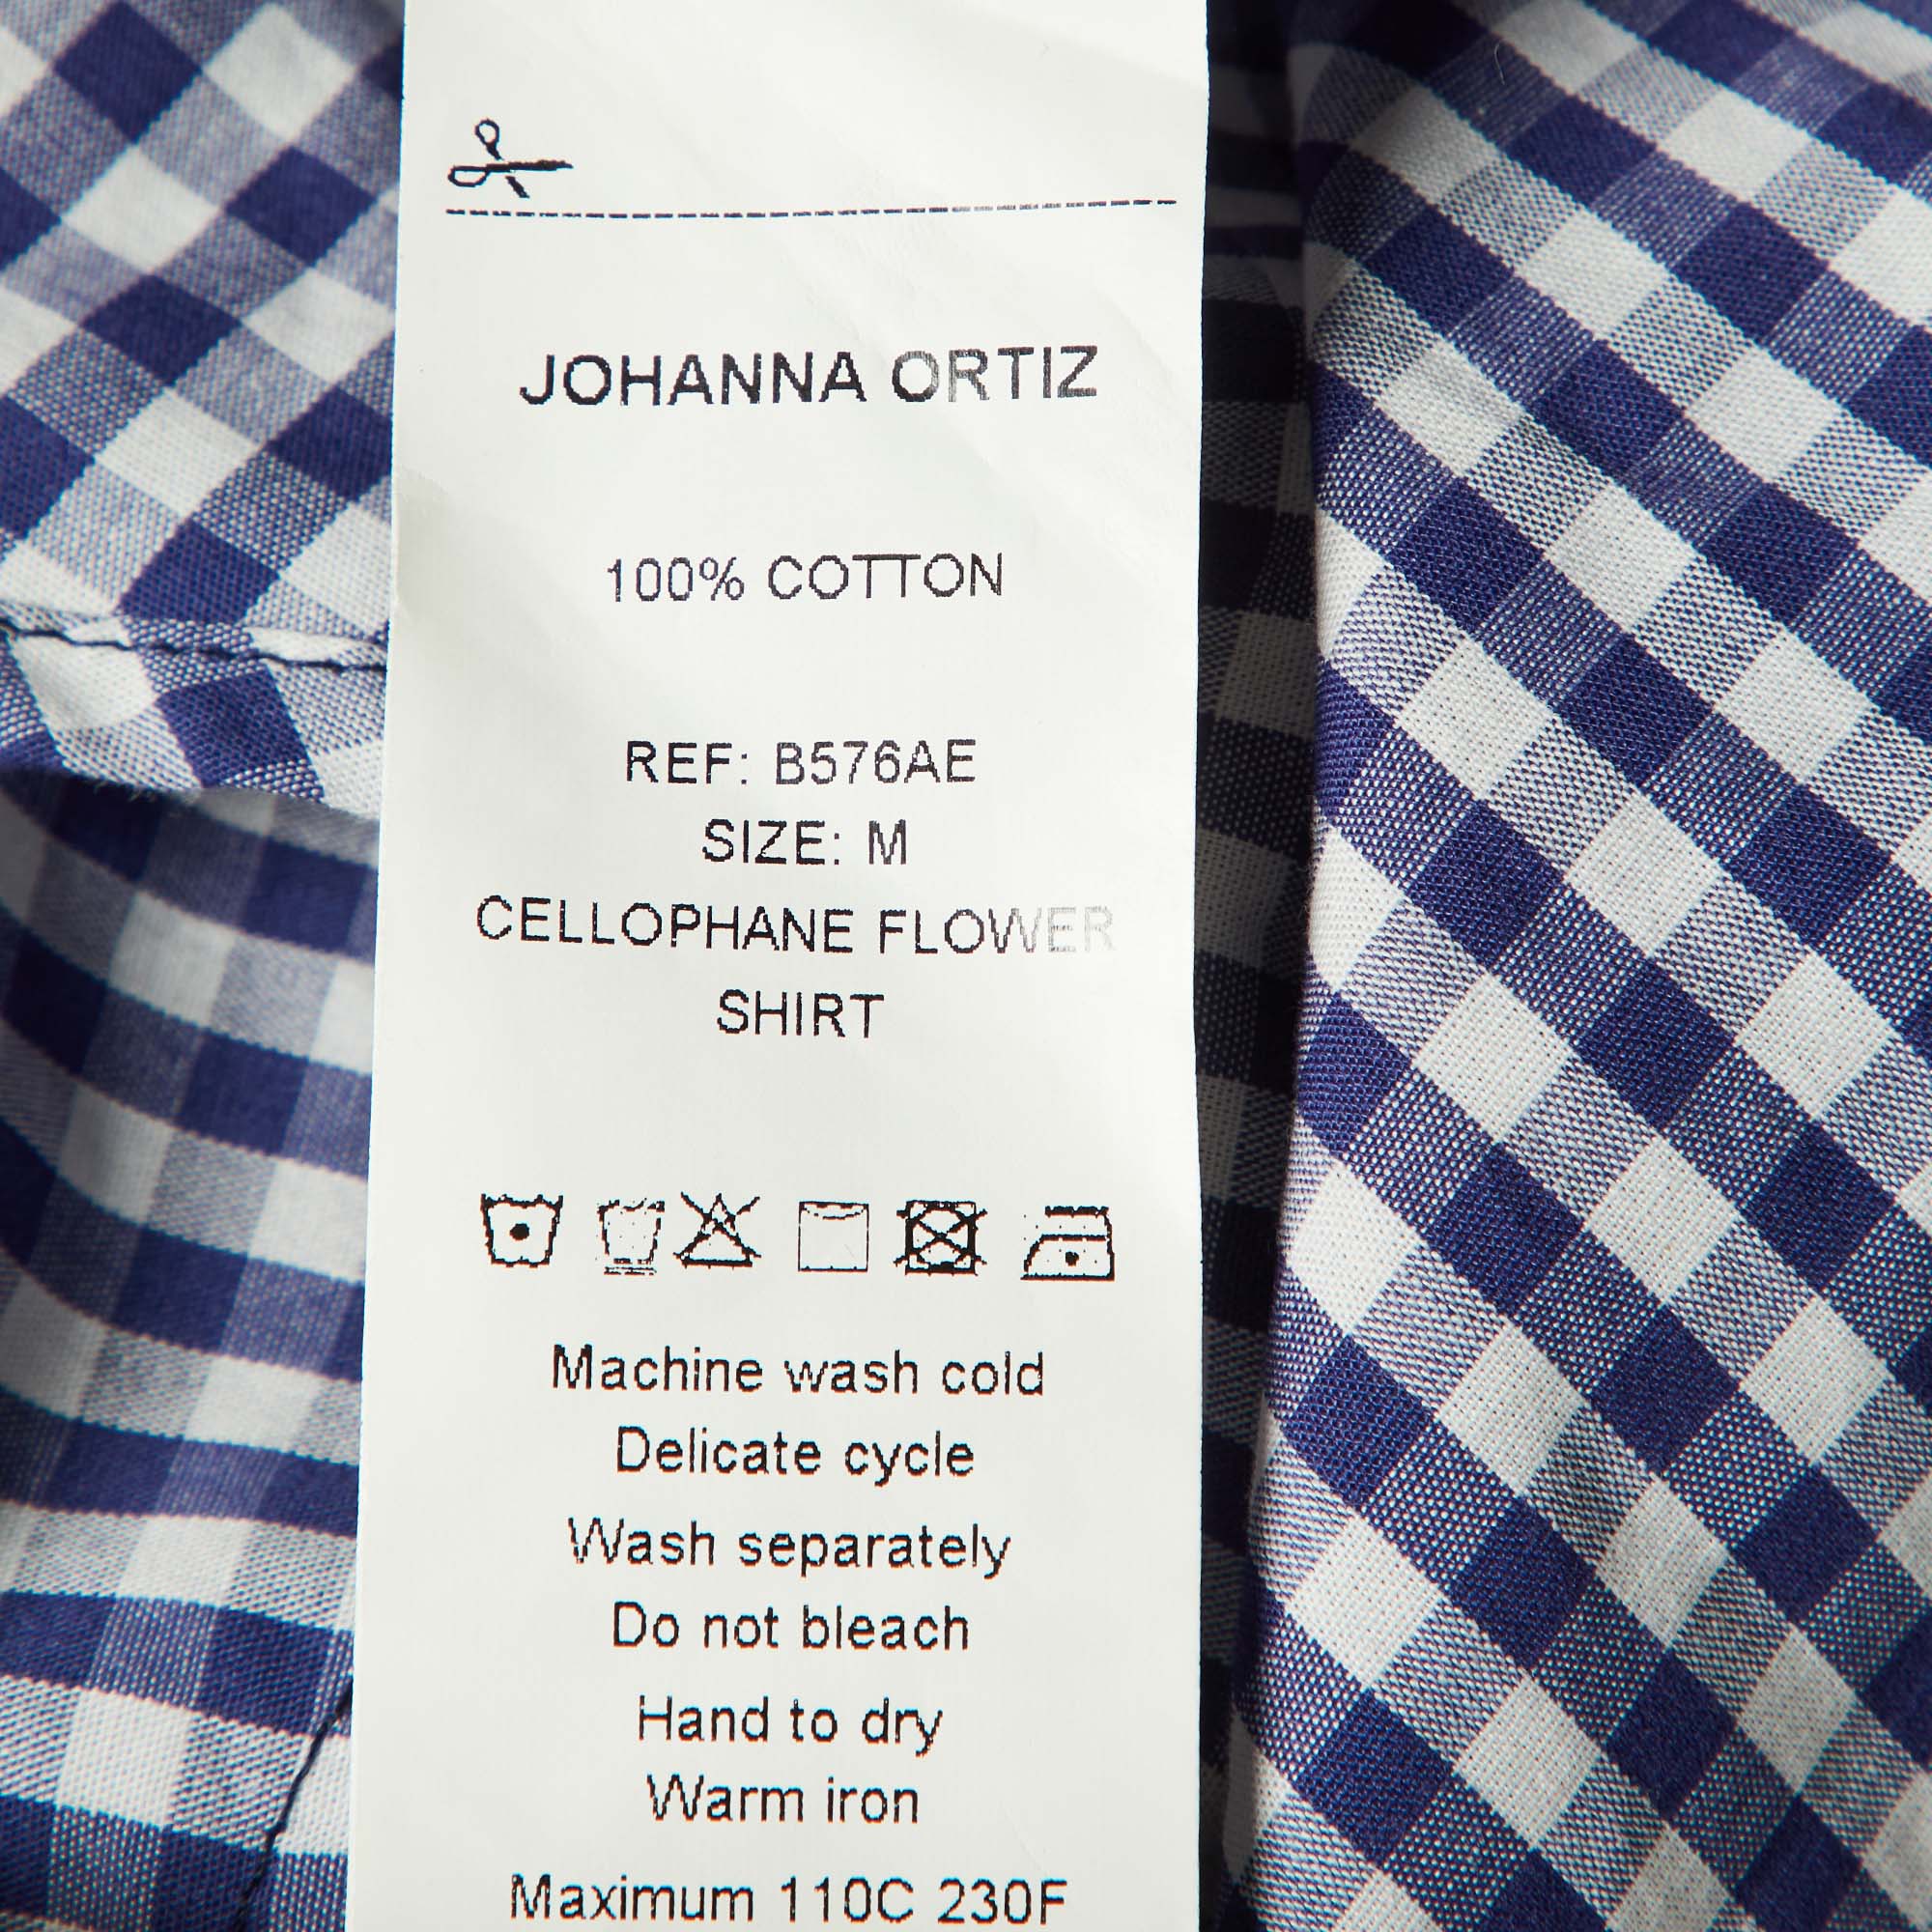 JOHANNA ORTIZ
100% COTTON
REF: B576AE
SIZE: M
CELLOPHANE FLOWER
SHIRT
Machine wash cold
Delicate cycle
Wash separately
Do not bleach
Hand to dry
Warm iron
Maximum 110C 230F